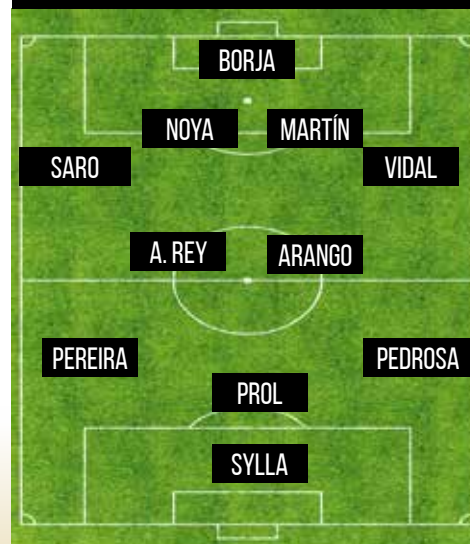 BORJA
NOYA
MARTÍN
SARO
VIDAL
A. REY
ARANGO
PEREIRA
PEDROSA
PROL
SYLLA